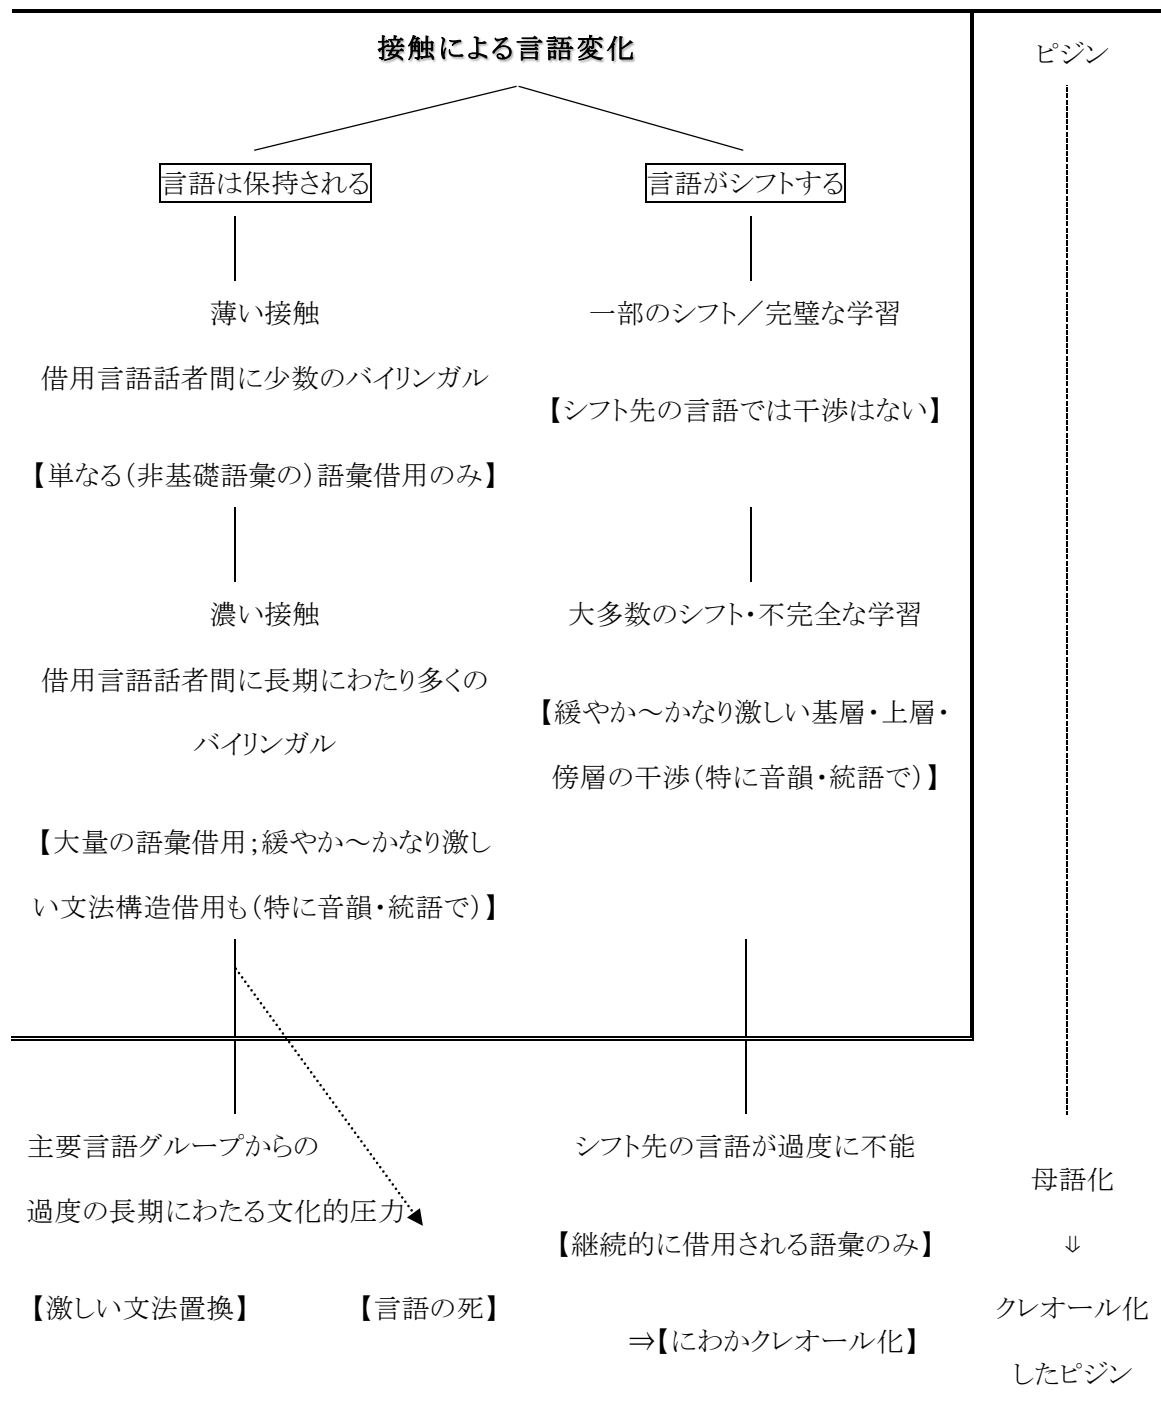 接触による言語変化
言語は保持される
薄い接触
借用言語話者間に少数のバイリンガル
【単なる(非基礎語彙の)語彙借用のみ】
濃い接触
借用言語話者間に長期にわたり多くの
バイリンガル
【大量の語彙借用;緩やか～かなり激し
い文法構造借用も(特に音韻・統語で)】
主要言語グループからの
過度の長期にわたる文化的圧力
【激しい文法置換】
【言語の死】
言語がシフトする
一部のシフト／完璧な学習
【シフト先の言語では干渉はない】
大多数のシフト・不完全な学習
【緩やか～かなり激しい基層・上層・
傍層の干渉(特に音韻・統語で)】
シフト先の言語が過度に不能
【継続的に借用される語彙のみ】
⇒【にわかクレオール化】
ピジン
母語化
⇓
クレオール化
したピジン